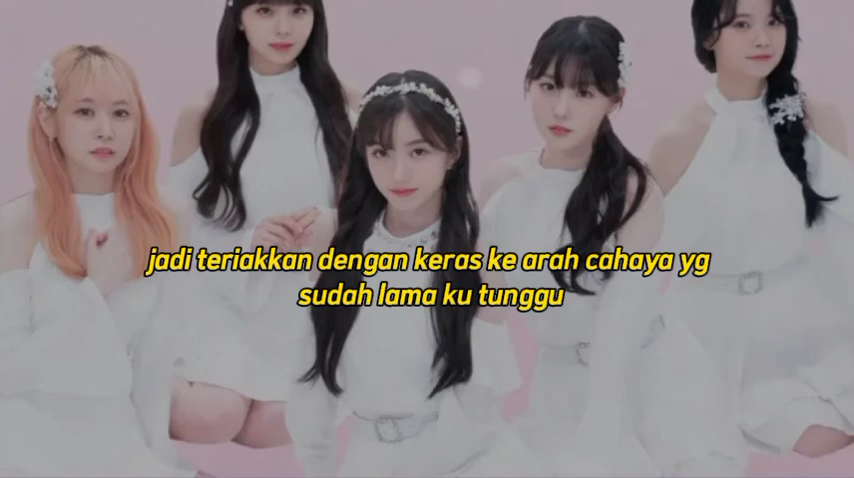 jadi teriakkan dengan keras ke arah cahaya yg
sudah lama ku tunggu